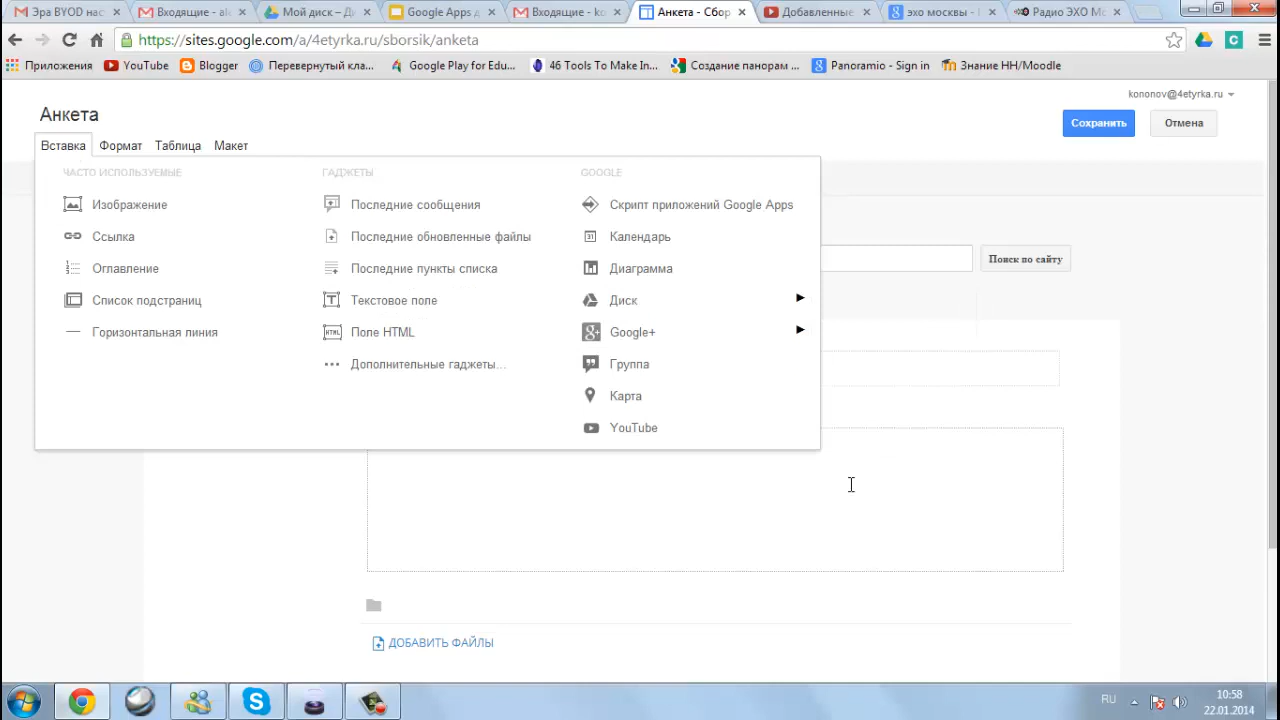 Эра BYOD нас
Входящие - al
Мой диск – Д
Google Apps д
Входящие - ko
Анкета - Сбор
Добавленные
эхо москвы -
Радио ЭХО Мо
https://sites.google.com/a/4etyrka.ru/sborsik/anketa
Приложения
YouTube
Blogger
Перевернутый кла...
Google Play for Edu...
46 Tools To Make In...
Создание панорам ...
Panoramio - Sign in
Знание НН/Moodle
kononov@4etyrka.ru
Анкета
Сохранить
Отмена
Вставка Формат Таблица Макет
ЧАСТО ИСПОЛЬЗУЕМЫЕ
Изображение
Ссылка
Оглавление
Список подстраниц
Горизонтальная линия
ГАДЖЕТЫ
Последние сообщения
Последние обновленные файлы
Последние пункты списка
Текстовое поле
HTML Поле HTML
Дополнительные гаджеты...
GOOGLE
Скрипт приложений Google Apps
31 Календарь
Диаграмма
Диск
Google+
Группа
Карта
YouTube
Поиск по сайту
ДОБАВИТЬ ФАЙЛЫ
RU
10:58
22.01.2014